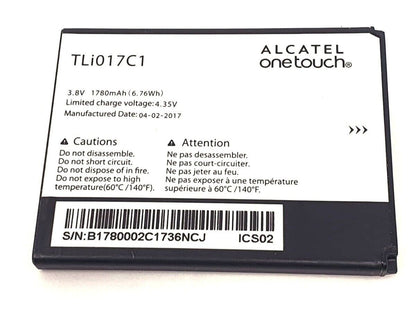 TLi017C1
ALCATEL
onetouch®
3.8V 1780mAh(6.76Wh)
Limited charge voltage:4.35V
Manufactured Date: 04-02-2017
Cautions
Do not disassemble.
Do not short circuit.
Do not dispose of in fire.
Do not expose to high
temperature(60°C /140°F).
Attention
Ne pas desassembler.
Ne pas court-circuiter.
Ne pas jeter au feu.
Ne pas exposer à une température
supérieure à 60°C /140°F.
S/N:B1780002C1736NCJ ICS02